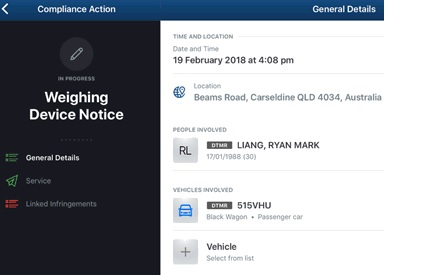 Compliance Action
General Details
IN PROGRESS
Weighing
Device Notice
General Details
Service
Linked Infringements
TIME AND LOCATION
Date and Time
19 February 2018 at 4:08 pm
Location
Beams Road, Carseldine QLD 4034, Australia
PEOPLE INVOLVED
RL
DTMR LIANG, RYAN MARK
17/01/1988 (30)
VEHICLES INVOLVED
DTMR 515VHU
Black Wagon • Passenger car
Vehicle
Select from list